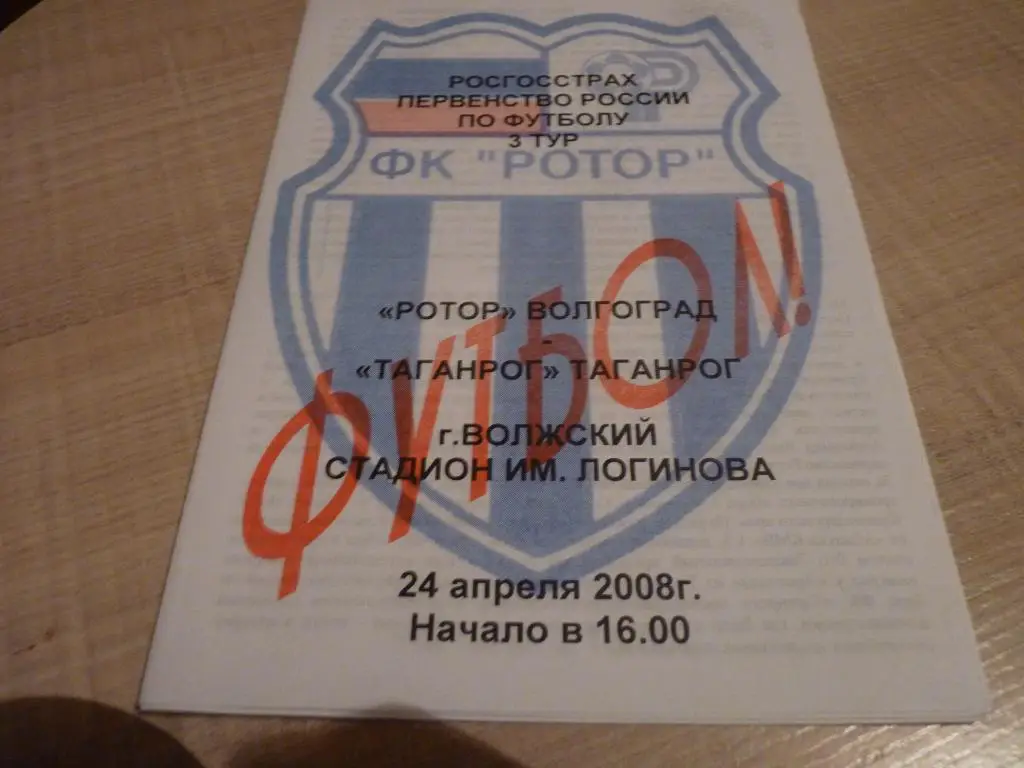 РОСГОССТРАХ
ПЕРВЕНСТВО РОССИИ
ПО ФУТБОЛУ
3 ТУР
ФК "РОТОР"
ФУТБОЛ!
«РОТОР» ВОЛГОГРАД
-
«ТАГАНРОГ» ТАГАНРОГ
г.ВОЛЖСКИЙ
СТАДИОН ИМ. ЛОГИНОВА
24 апреля 2008г.
Начало в 16.00